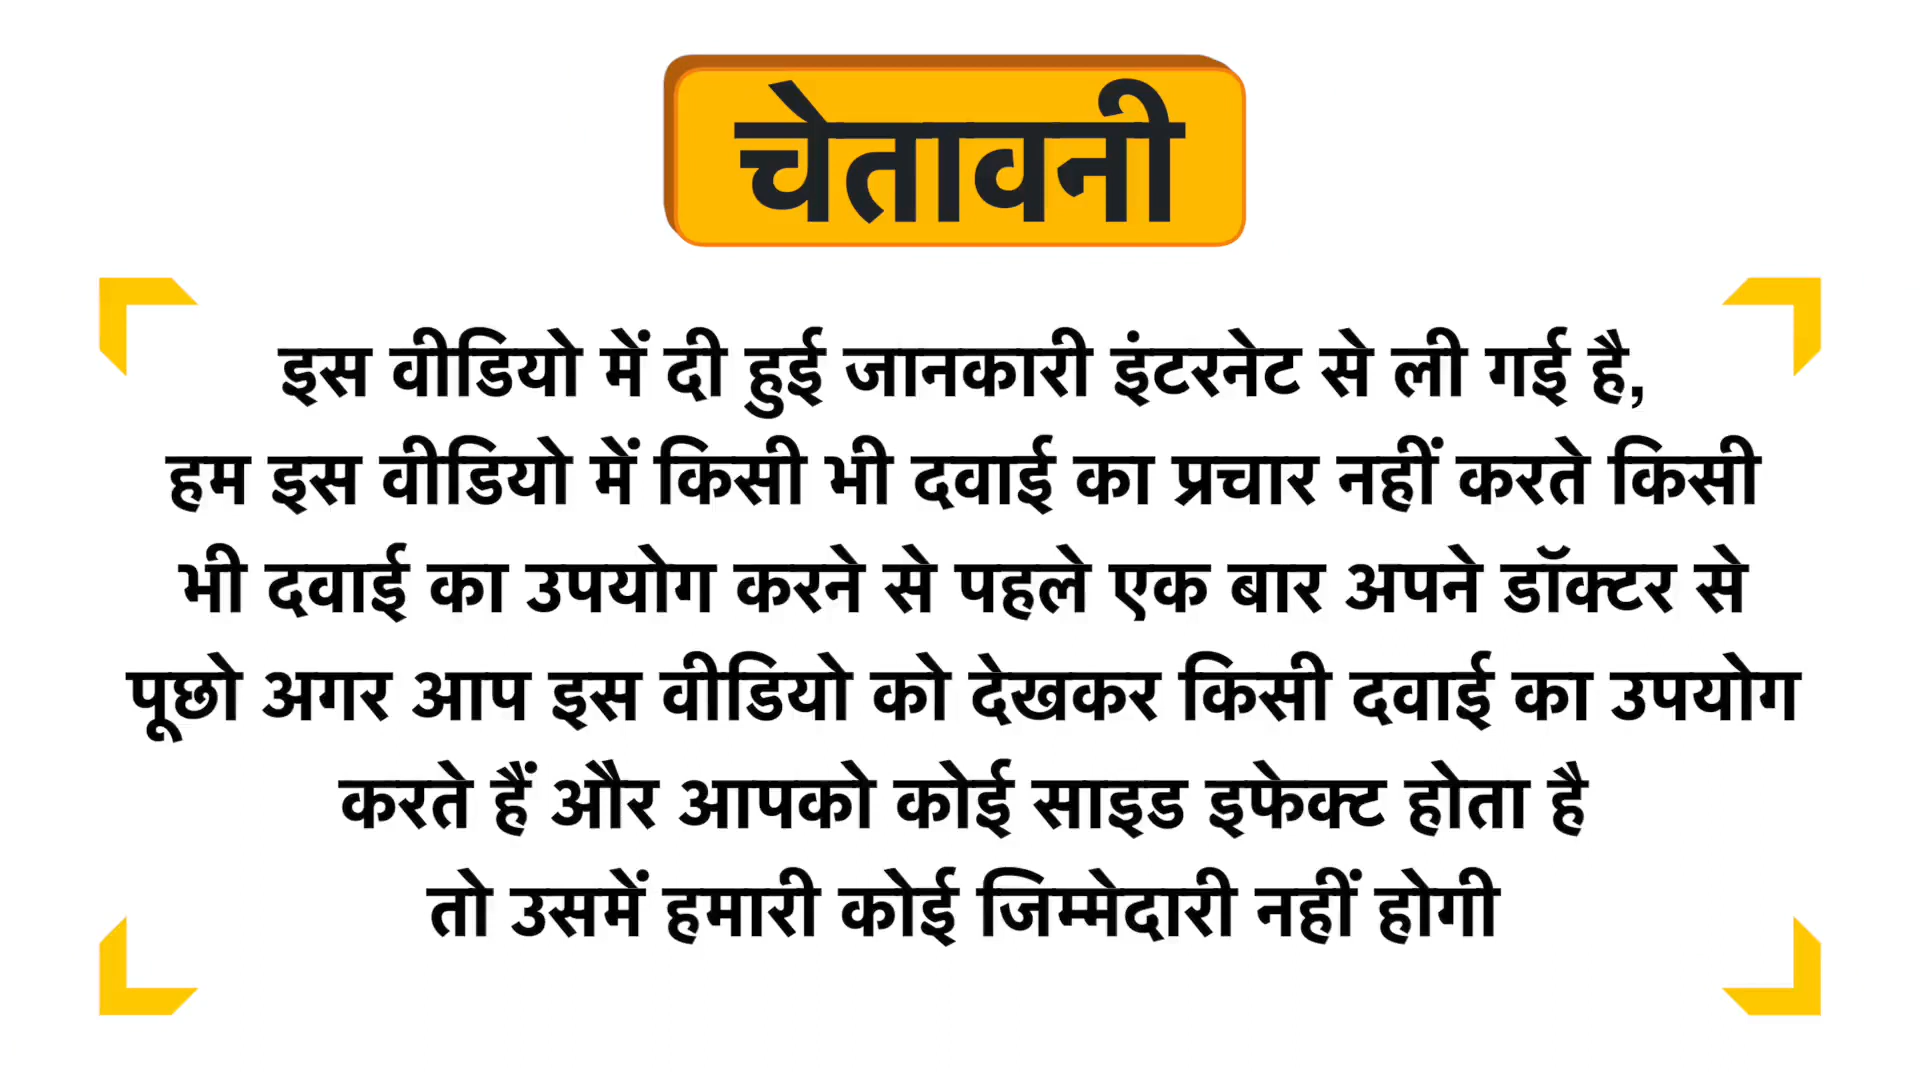 चेतावनी
इस वीडियो में दी हुई जानकारी इंटरनेट से ली गई है,
हम इस वीडियो में किसी भी दवाई का प्रचार नहीं करते किसी
भी दवाई का उपयोग करने से पहले एक बार अपने डॉक्टर से
पूछो अगर आप इस वीडियो को देखकर किसी दवाई का उपयोग
करते हैं और आपको कोई साइड इफेक्ट होता है
तो उसमें हमारी कोई जिम्मेदारी नहीं होगी